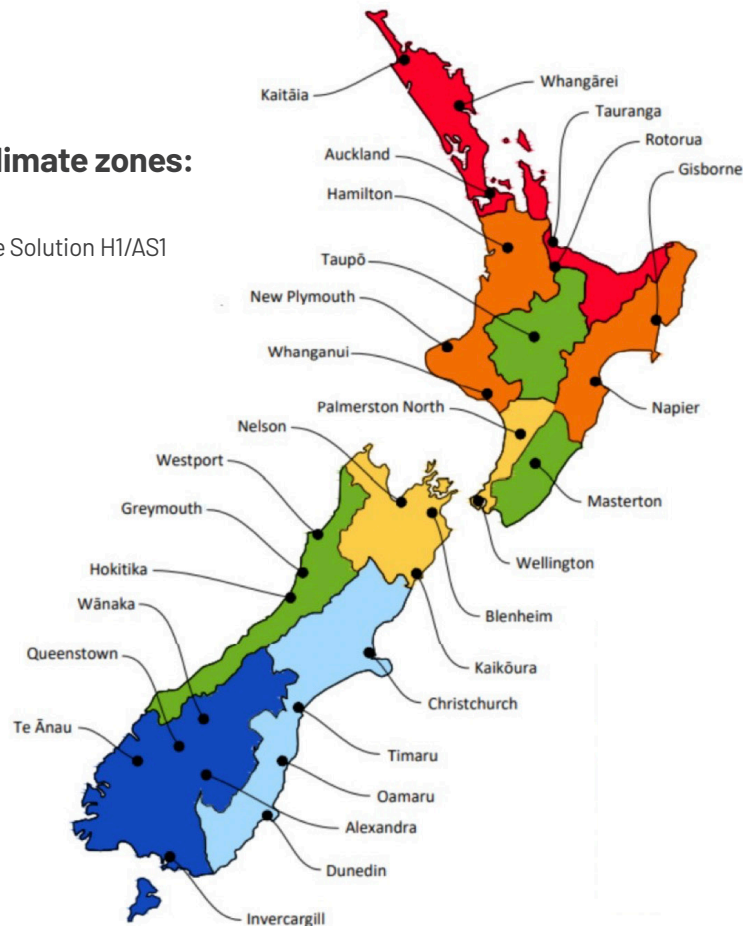 Kaitāia
Whangārei
Tauranga
limate zones:
Auckland
Rotorua
Gisborne
Hamilton
e Solution H1/AS1
Taupō
New Plymouth
Whanganui
Palmerston North
Napier
Nelson
Westport
Masterton
Greymouth
Wellington
Hokitika
Wānaka
Blenheim
Queenstown
Kaikōura
Christchurch
Te Ānau
Timaru
Oamaru
Alexandra
Dunedin
Invercargill